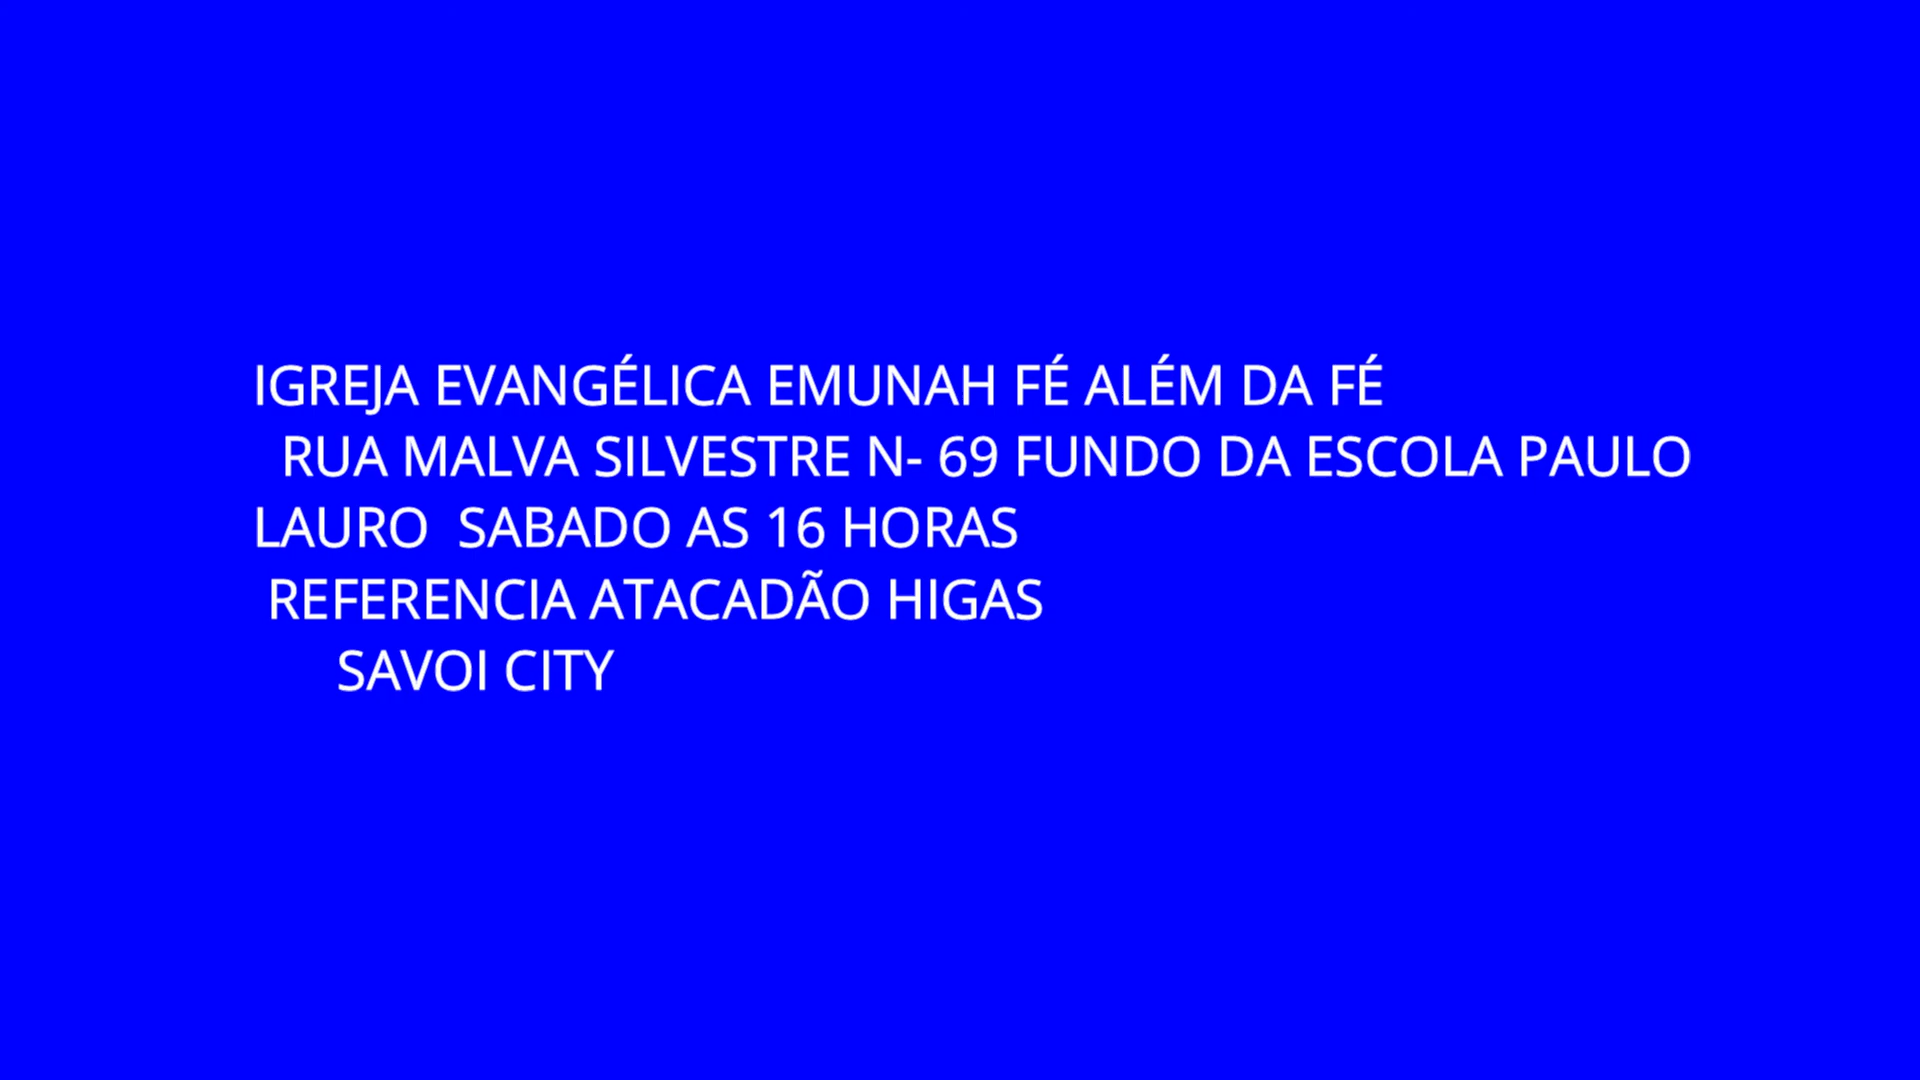 IGREJA EVANGÉLICA EMUNAH FÉ ALÉM DA FÉ
RUA MALVA SILVESTRE N- 69 FUNDO DA ESCOLA PAULO
LAURO  SABADO AS 16 HORAS
REFERENCIA ATACADÃO HIGAS
SAVOI CITY